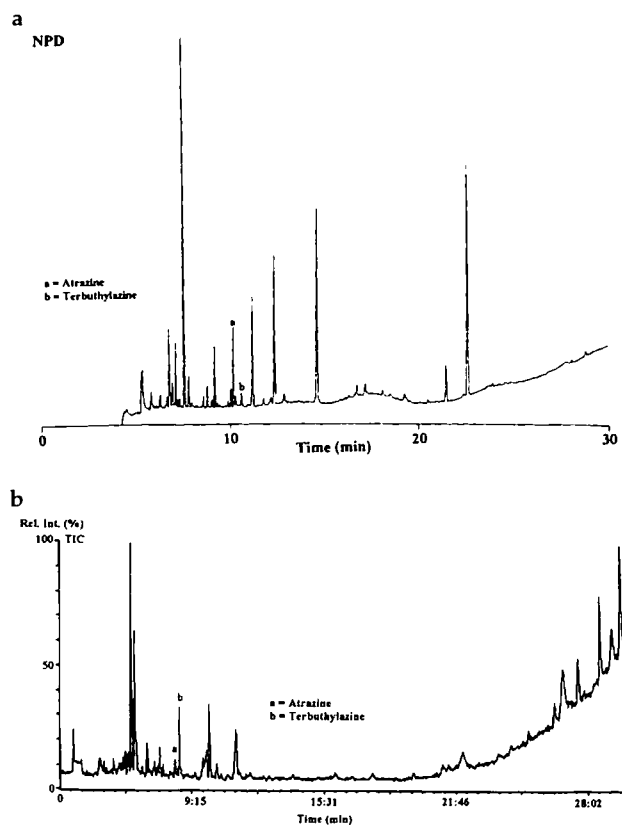 a
NPD
a = Atrazine
b = Terbuthylazine
a
b
0
10
20
30
Time (min)
b
Rel. Int. (%)
100
TIC
50
0
b
a
a = Atrazine
b = Terbuthylazine
0
9:15
15:31
21:46
28:02
Time (min)